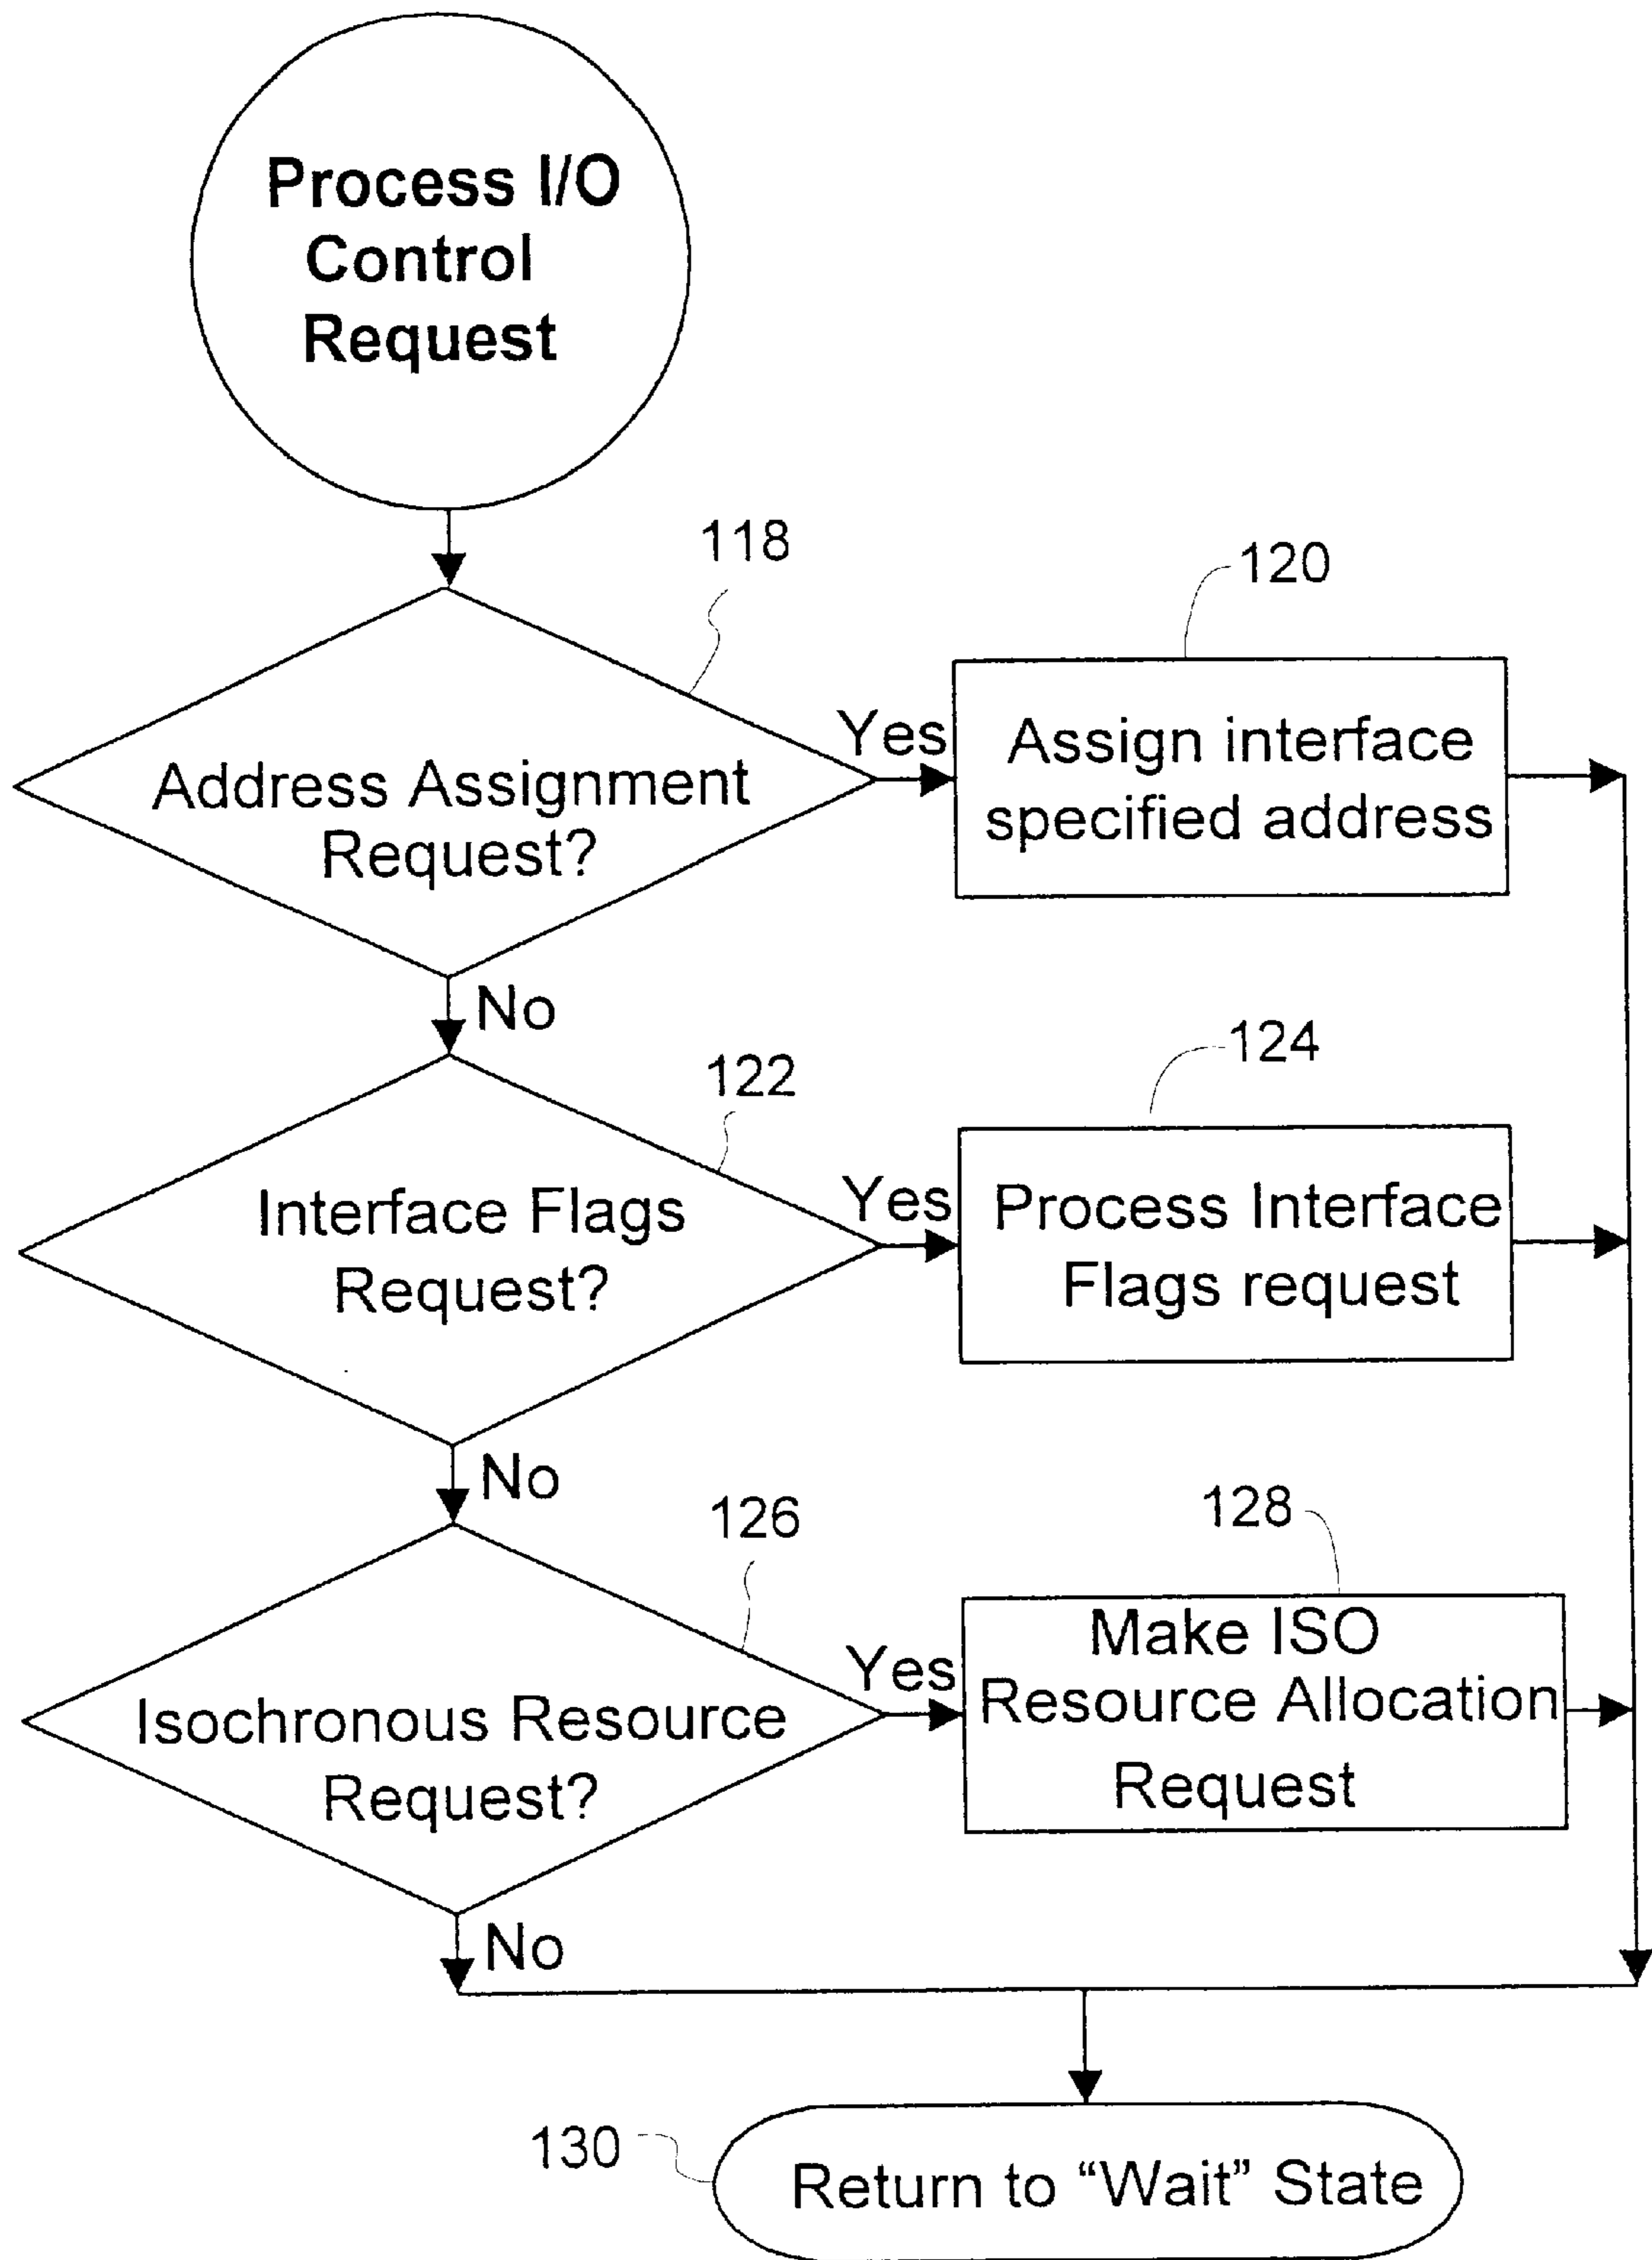 Process I/O
Control
Request
118
120
Address Assignment
Request?
Yes
Assign interface
specified address
No
122
124
Interface Flags
Request?
Yes
Process Interface
Flags request
No
126
128
Isochronous Resource
Request?
Yes
Make ISO
Resource Allocation
Request
No
130
Return to “Wait” State